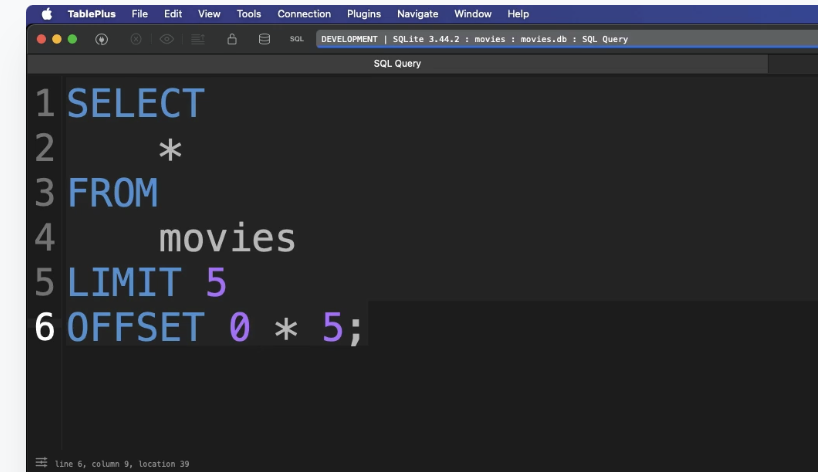 TablePlus File Edit View Tools Connection Plugins Navigate Window Help
SQL DEVELOPMENT | SQLite 3.44.2 : movies : movies.db : SQL Query
SQL Query
1 SELECT
2 *
3 FROM
4 movies
5 LIMIT 5
6 OFFSET 0 * 5;
line 6, column 9, location 39